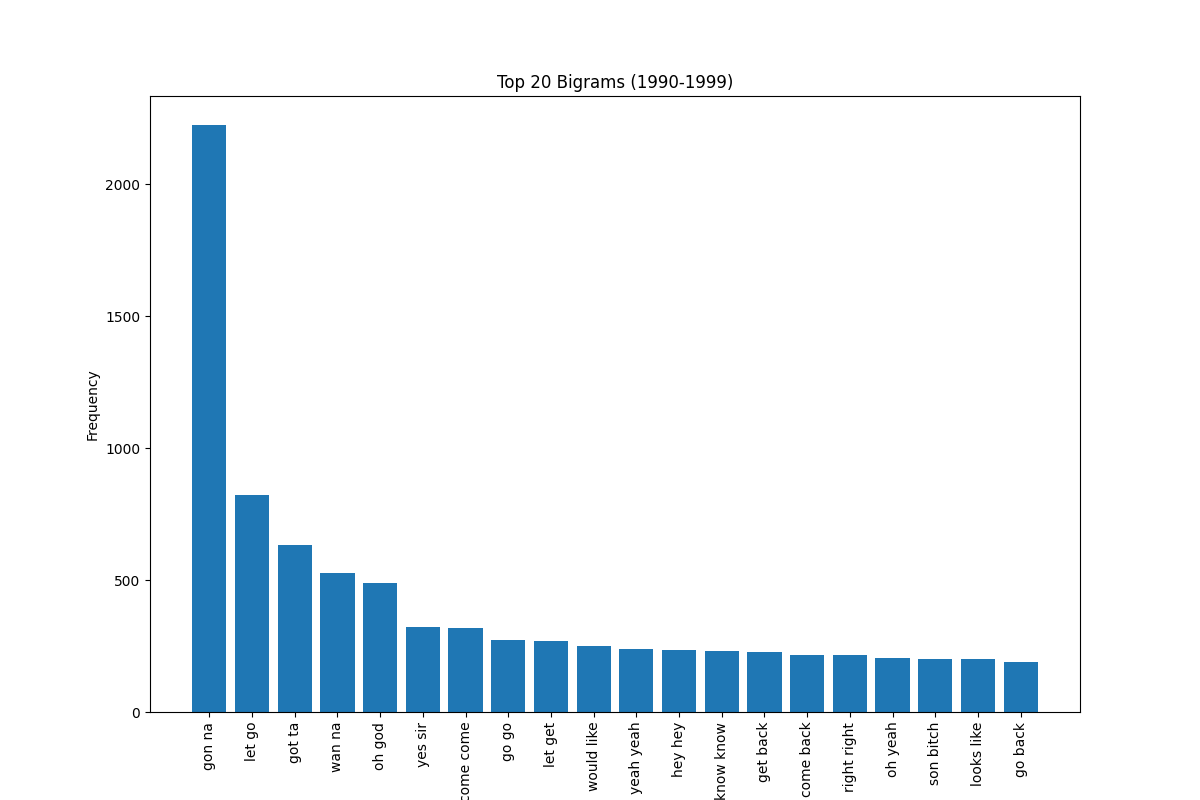 Top 20 Bigrams (1990-1999)
Frequency
2000
1500
1000
500
0
gon na
let go
got ta
wan na
oh god
yes sir
come come
go go
let get
would like
yeah yeah
hey hey
know know
get back
come back
right right
oh yeah
son bitch
looks like
go back